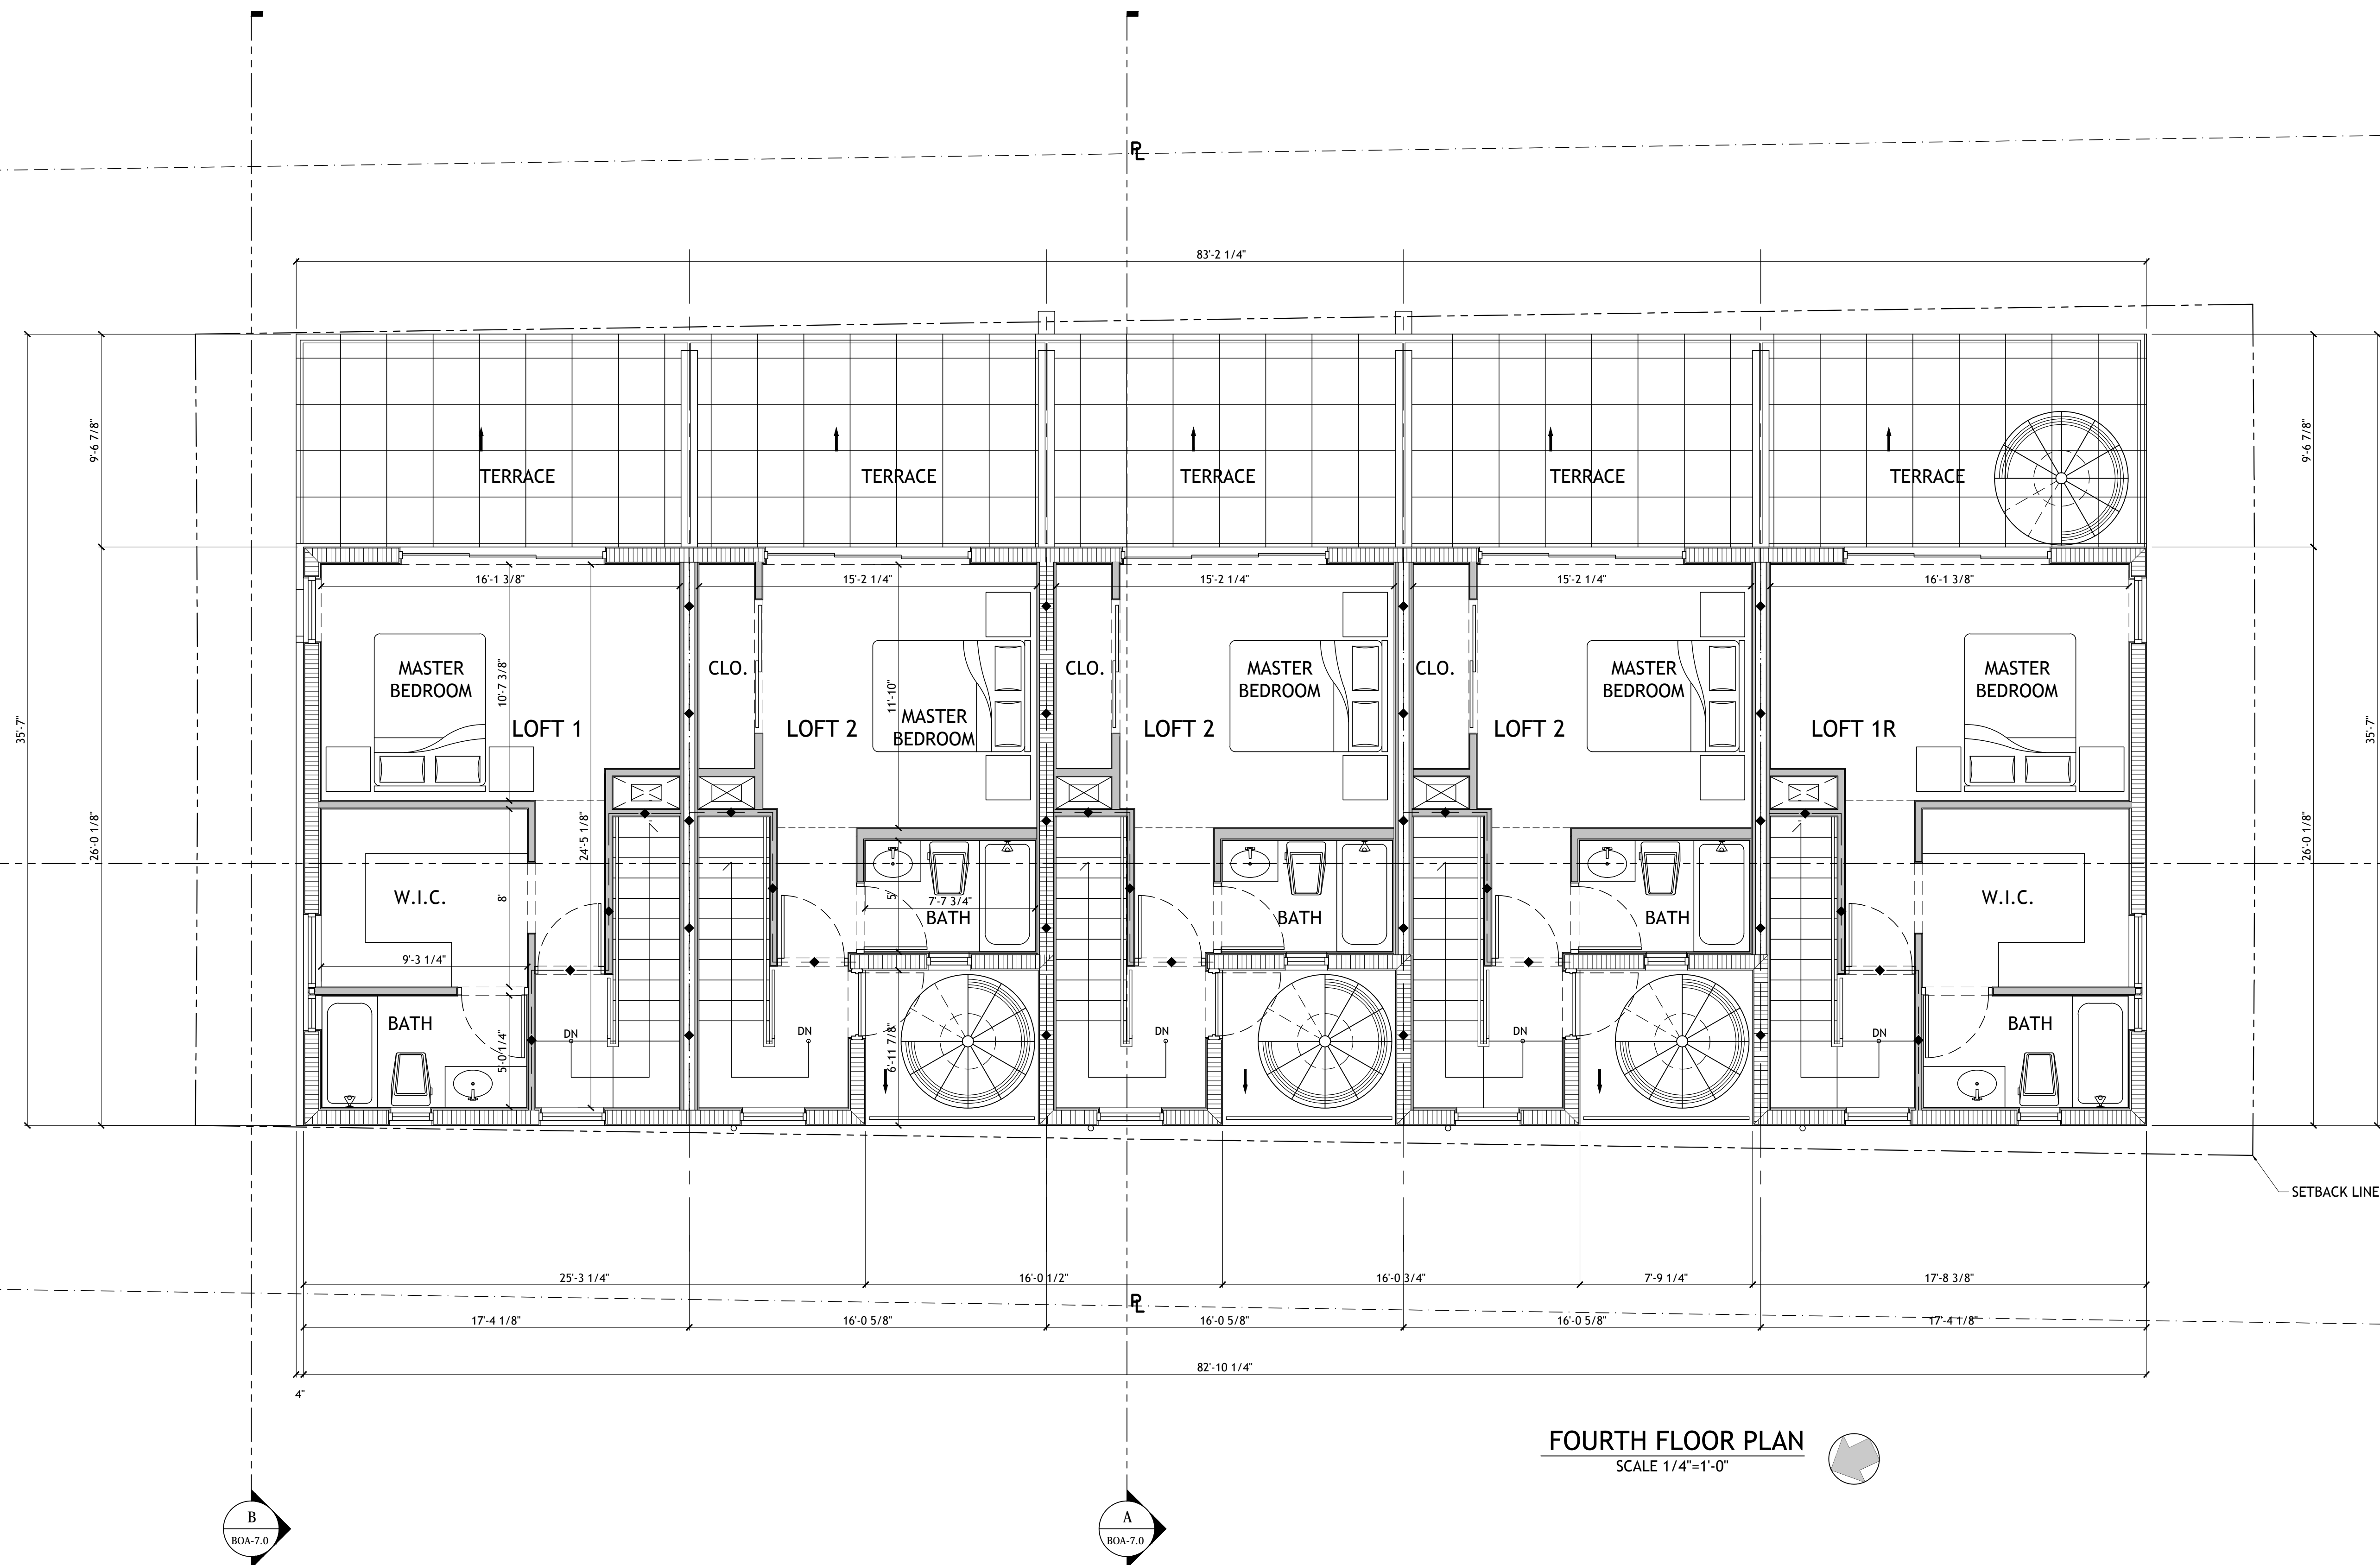 ℄
83'-2 1/4"
TERRACE
TERRACE
TERRACE
TERRACE
TERRACE
9'-6 7/8"
9'-6 7/8"
16'-1 3/8"
15'-2 1/4"
15'-2 1/4"
15'-2 1/4"
16'-1 3/8"
MASTER
BEDROOM
CLO.
MASTER
BEDROOM
CLO.
MASTER
BEDROOM
CLO.
MASTER
BEDROOM
MASTER
BEDROOM
10'-7 3/8"
11'-10"
LOFT 1
LOFT 2
LOFT 2
LOFT 2
LOFT 1R
35'-7"
35'-7"
26'-0 1/8"
24'-5 1/8"
26'-0 1/8"
W.I.C.
8"
5'
7'-7 3/4"
BATH
BATH
BATH
W.I.C.
9'-3 1/4"
BATH
5'-0 1/4"
DN
DN
6'-11 7/8"
DN
DN
DN
BATH
SETBACK LINE
25'-3 1/4"
16'-0 1/2"
16'-0 3/4"
7'-9 1/4"
17'-8 3/8"
℄
17'-4 1/8"
16'-0 5/8"
16'-0 5/8"
16'-0 5/8"
17'-4 1/8"
82'-10 1/4"
4"
FOURTH FLOOR PLAN
SCALE 1/4"=1'-0"
B
BOA-7.0
A
BOA-7.0